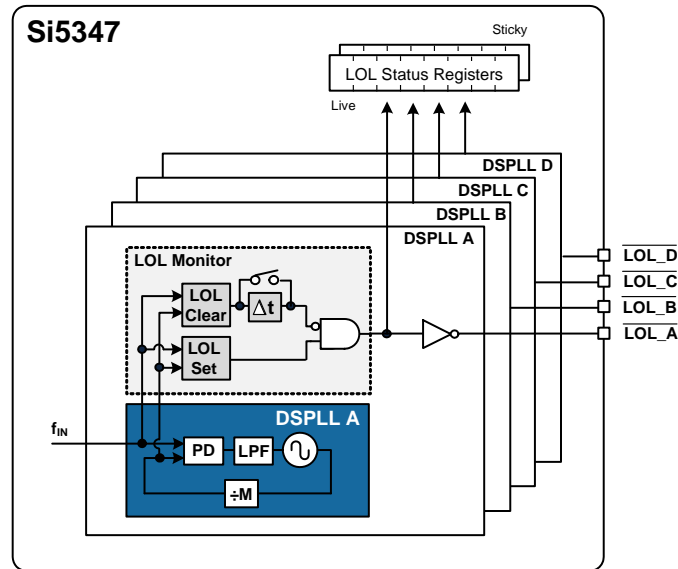 Si5347
Sticky
LOL Status Registers
Live
DSPLL D
DSPLL C
DSPLL B
DSPLL A
LOL Monitor
LOL
Clear
Δt
LOL
Set
LOL_D
LOL_C
LOL_B
LOL_A
DSPLL A
fIN
PD
LPF
÷M